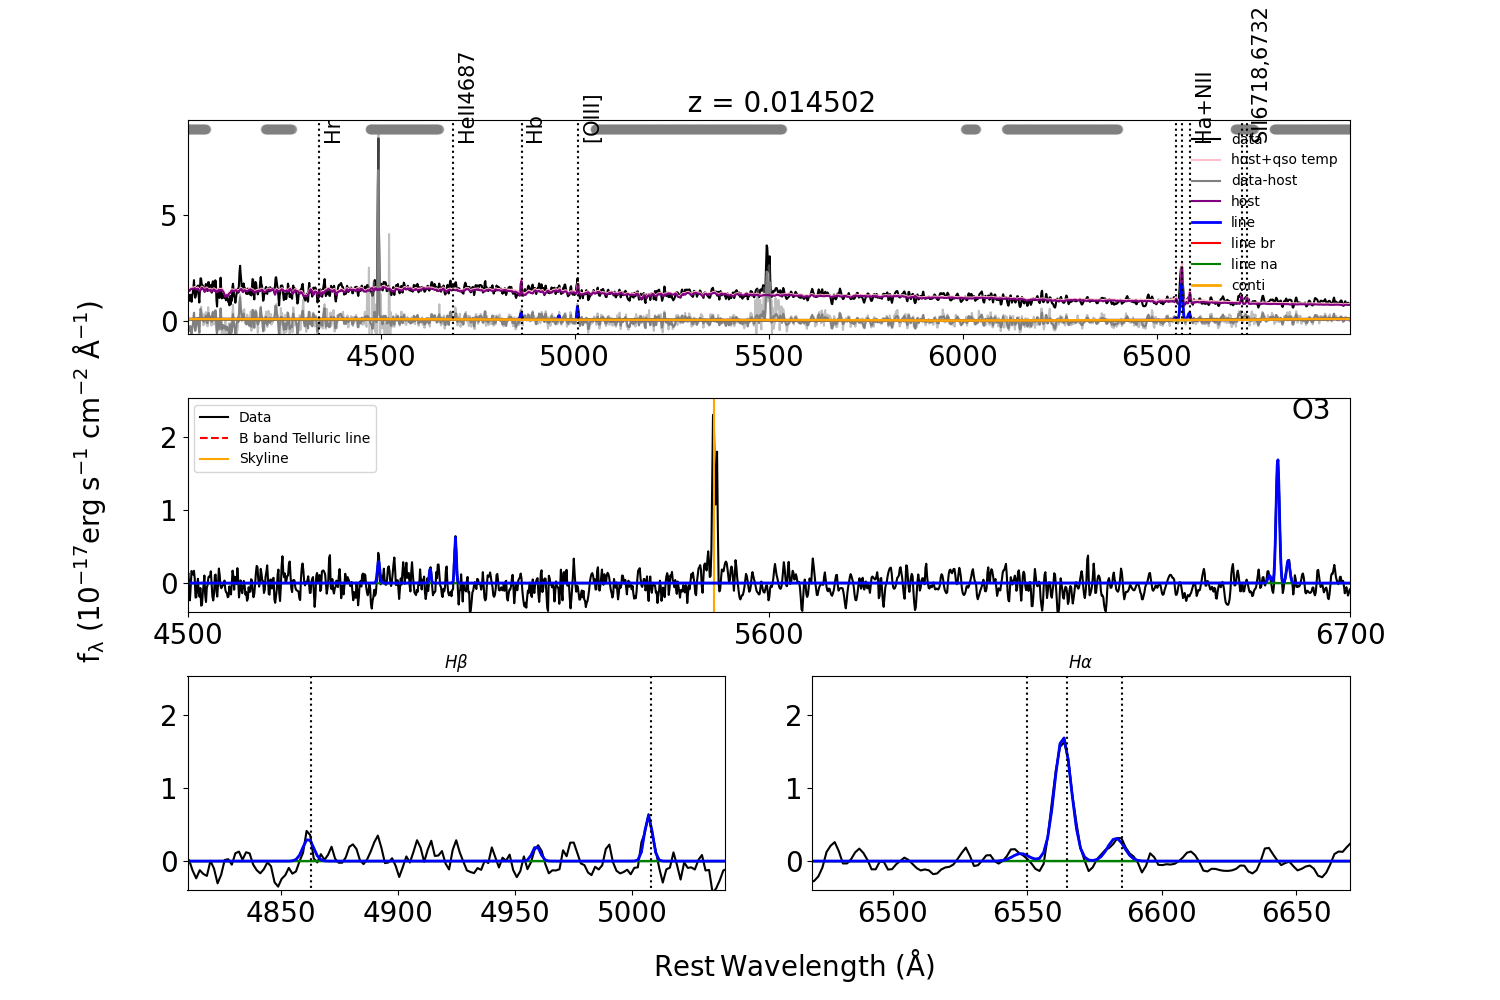 z = 0.014502
Hr
HeII4687
Hb
[OIII]
Ha+NII
SII6718,6732
data
host+qso temp
data-host
host
line
line br
line na
conti
5
0
4500 5000 5500 6000 6500
fλ (10⁻¹⁷erg s⁻¹ cm⁻² Å⁻¹)
O3
Data
B band Telluric line
Skyline
2
1
0
4500 5600 6700
Hβ
2
1
0
4850 4900 4950 5000
Hα
2
1
0
6500 6550 6600 6650
Rest Wavelength (Å)